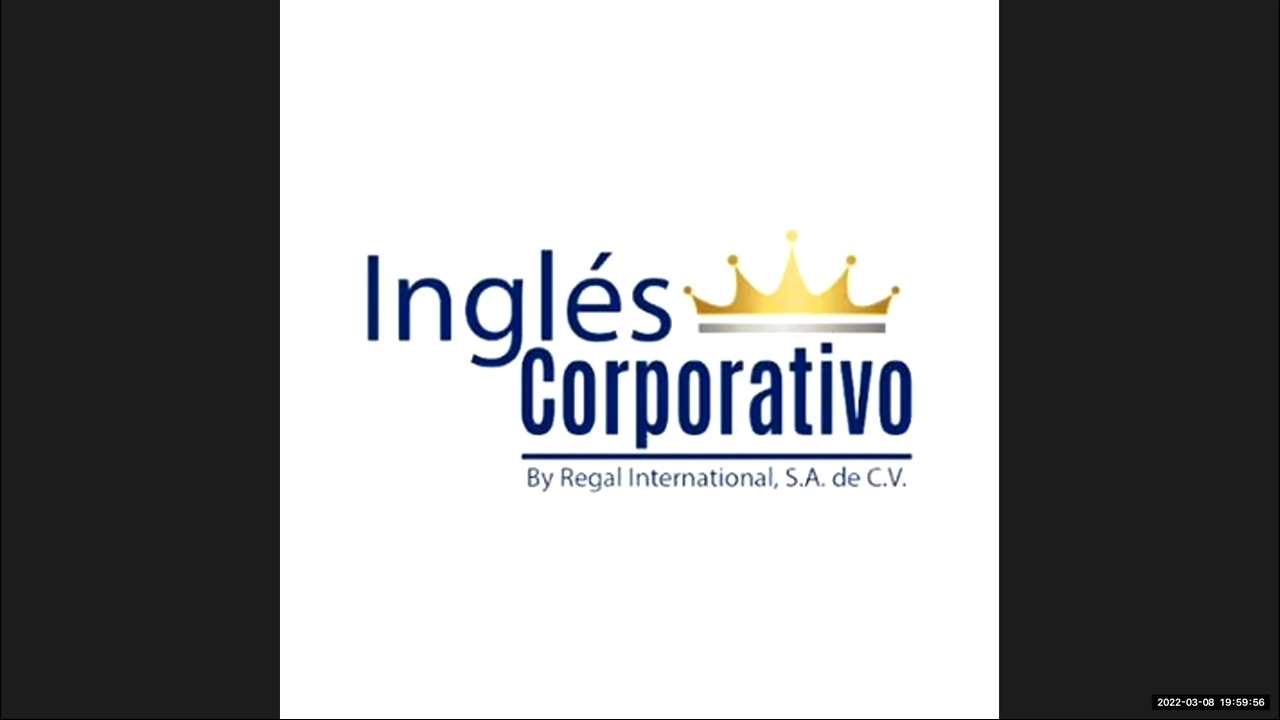 Inglés
Corporativo
By Regal International, S.A. de C.V.
2022-03-08 19:59:56